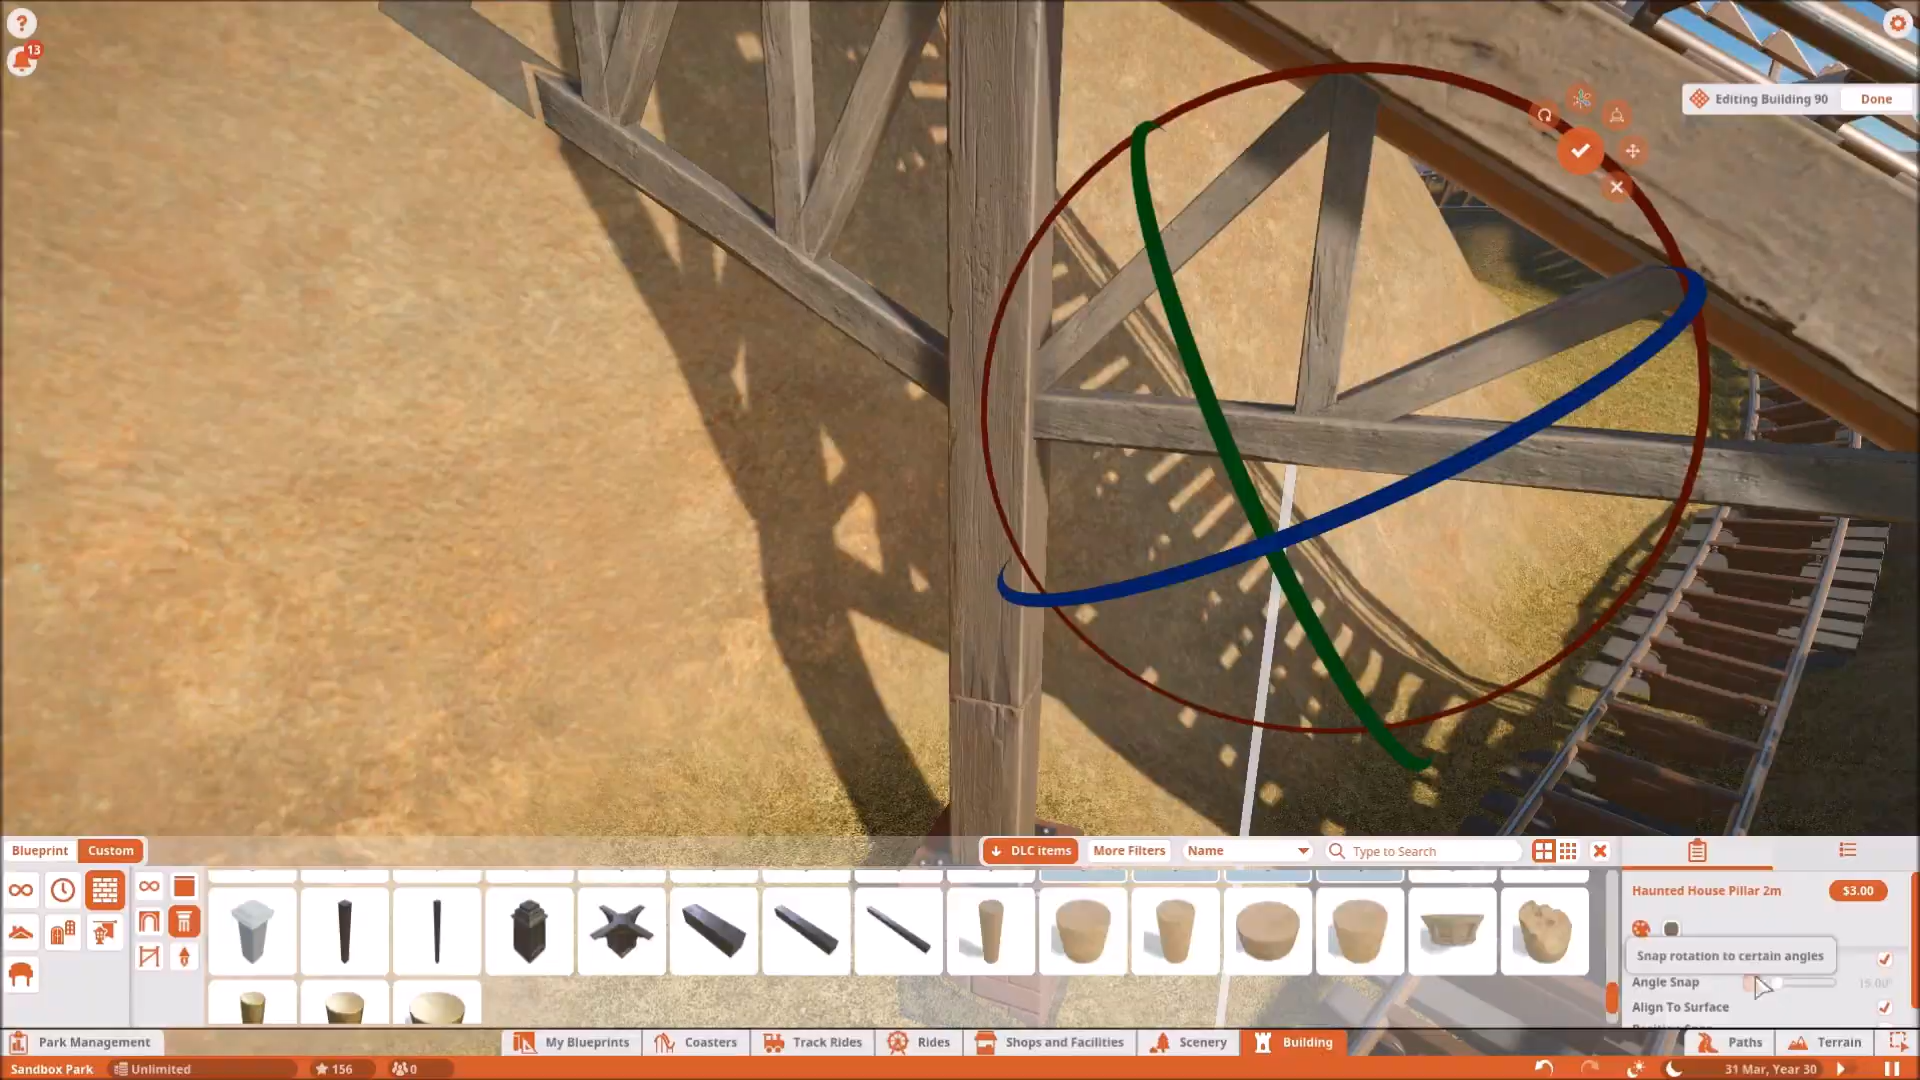 ?
13
Editing Building 90 Done
Blueprint Custom
DLC items More Filters Name Type to Search
Haunted House Pillar 2m $3.00
Snap rotation to certain angles
Angle Snap 15.00°
Align To Surface
Park Management My Blueprints Coasters Track Rides Rides Shops and Facilities Scenery Building Paths Terrain
Sandbox Park Unlimited 156 0 31 Mar, Year 30